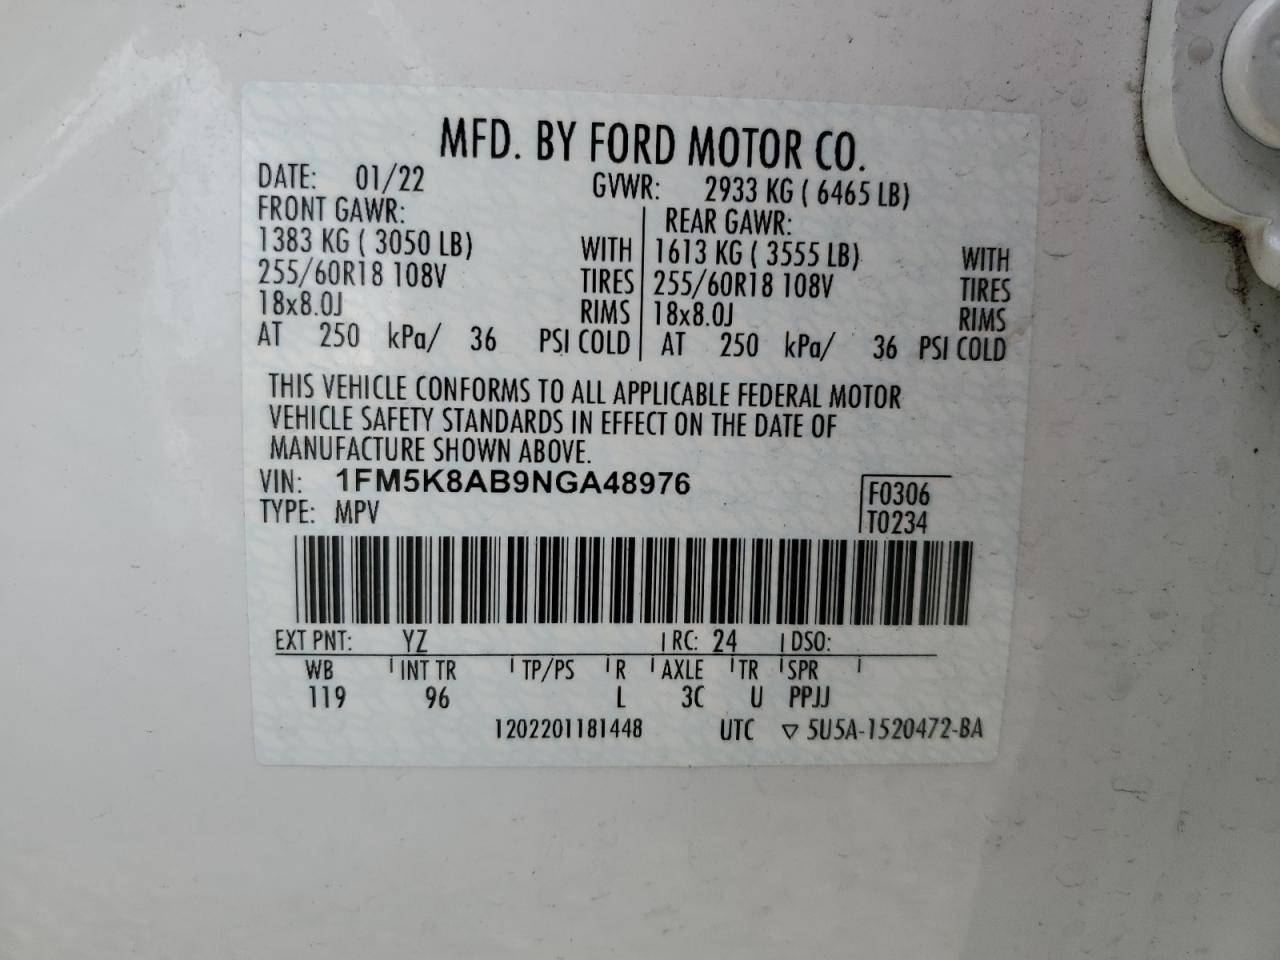 MFD. BY FORD MOTOR CO.
DATE: 01/22 GVWR: 2933 KG ( 6465 LB)
FRONT GAWR: REAR GAWR:
1383 KG ( 3050 LB) WITH 1613 KG ( 3555 LB) WITH
255/60R18 108V TIRES 255/60R18 108V TIRES
18x8.0J RIMS 18x8.0J RIMS
AT 250 kPa/ 36 PSI COLD AT 250 kPa/ 36 PSI COLD
THIS VEHICLE CONFORMS TO ALL APPLICABLE FEDERAL MOTOR
VEHICLE SAFETY STANDARDS IN EFFECT ON THE DATE OF
MANUFACTURE SHOWN ABOVE.
VIN: 1FM5K8AB9NGA48976 F0306
TYPE: MPV T0234
EXT PNT: YZ RC: 24 DSO:
WB INT TR TP/PS R AXLE TR SPR
119 96 L 3C U PPJJ
1202201181448 UTC ▽ 5U5A-1520472-BA